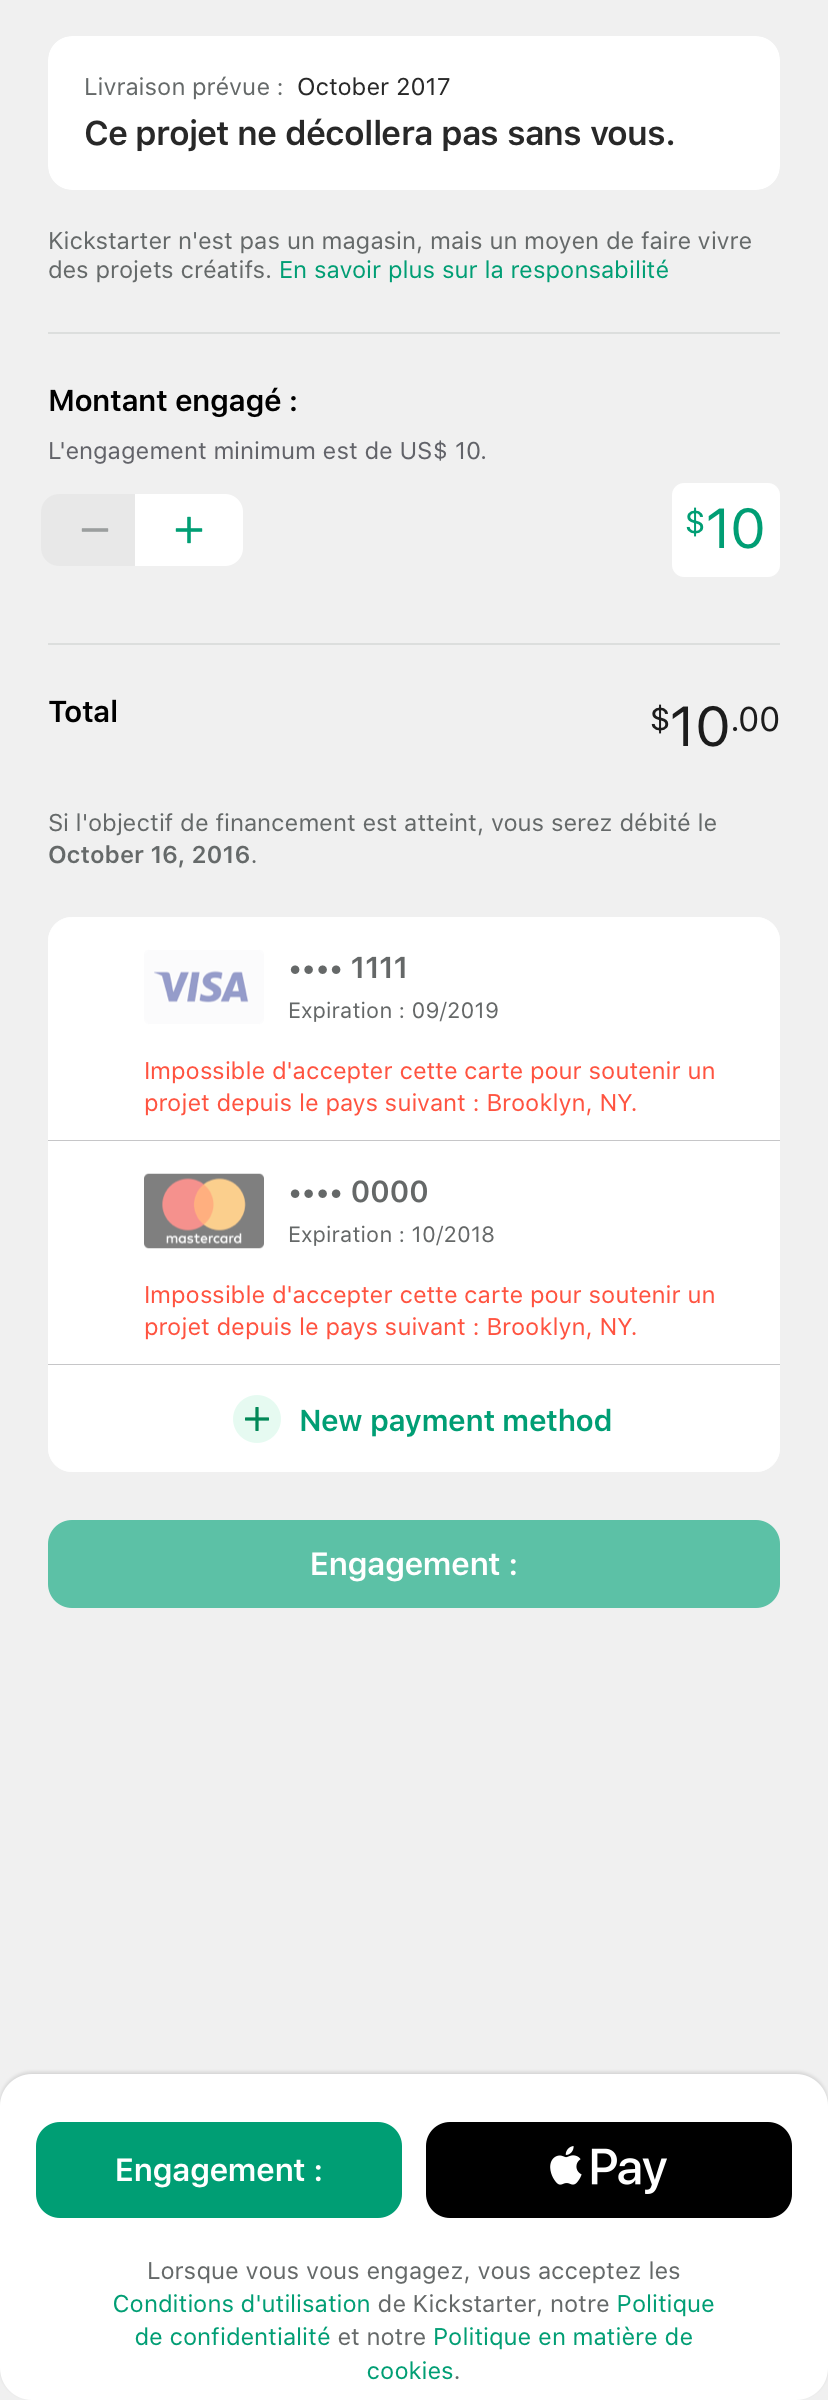 Livraison prévue : October 2017
Ce projet ne décollera pas sans vous.
Kickstarter n'est pas un magasin, mais un moyen de faire vivre
des projets créatifs. En savoir plus sur la responsabilité
Montant engagé :
L'engagement minimum est de US$ 10.
− +
$10
Total
$10.00
Si l'objectif de financement est atteint, vous serez débité le
October 16, 2016.
VISA
•••• 1111
Expiration : 09/2019
Impossible d'accepter cette carte pour soutenir un
projet depuis le pays suivant : Brooklyn, NY.
mastercard
•••• 0000
Expiration : 10/2018
Impossible d'accepter cette carte pour soutenir un
projet depuis le pays suivant : Brooklyn, NY.
+ New payment method
Engagement :
Engagement :
Pay
Lorsque vous vous engagez, vous acceptez les
Conditions d'utilisation de Kickstarter, notre Politique
de confidentialité et notre Politique en matière de
cookies.